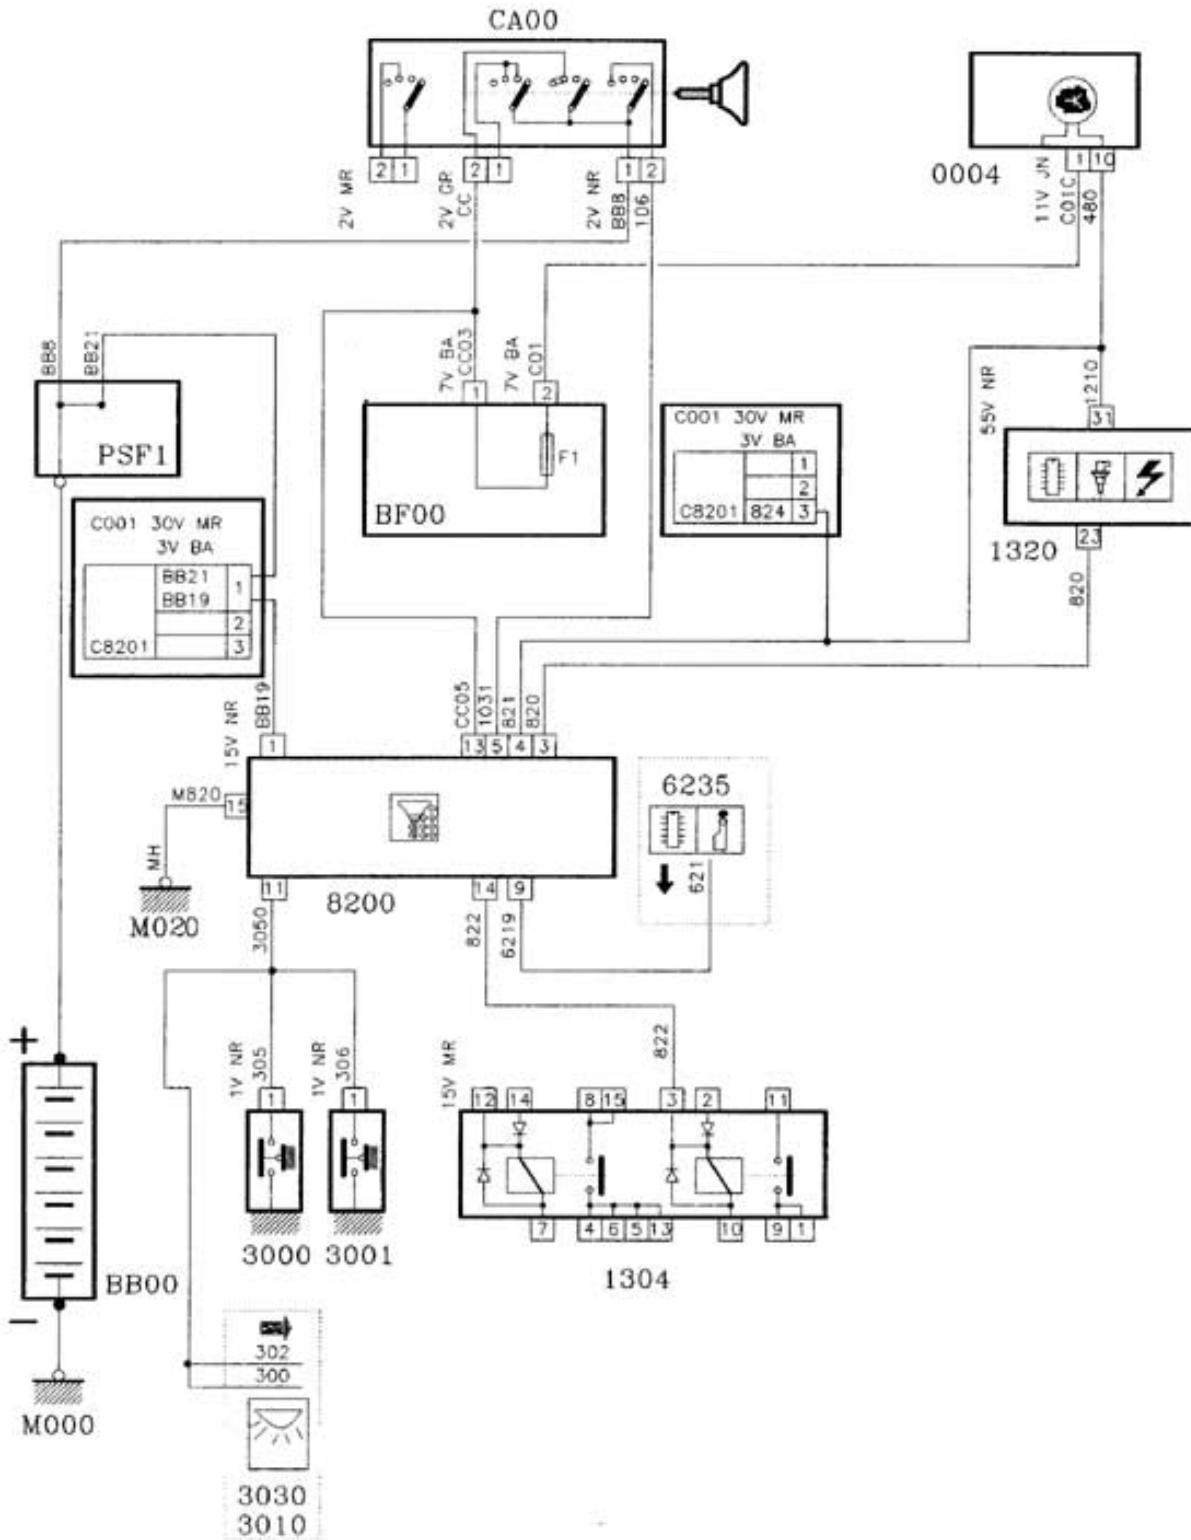 CA00
2 1 2 1 1 2
2V MR
2V GR
CC
2V NR
BB8
106
0004
1 10
11V JN
C01C
480
BB8
BB21
PSF1
7V BA
CC03
7V BA
C01
1 2
F1
BF00
C001 30V MR
3V BA
1
2
C8201 824 3
55V NR
1210
31
1320
23
820
C001 30V MR
3V BA
BB21
BB19 1
2
C8201 3
15V NR
BB19
CC05
1031
821
820
1 13 5 4 3
M820
15
MH
M020
11 14 9
8200
6235
621
3050
822
6219
1V NR
305
1V NR
306
1 1
3000 3001
822
15V MR
12 14 8 15 3 2 11
7 4 6 5 13 10 9 1
1304
+
BB00
-
M000
302
300
3030
3010